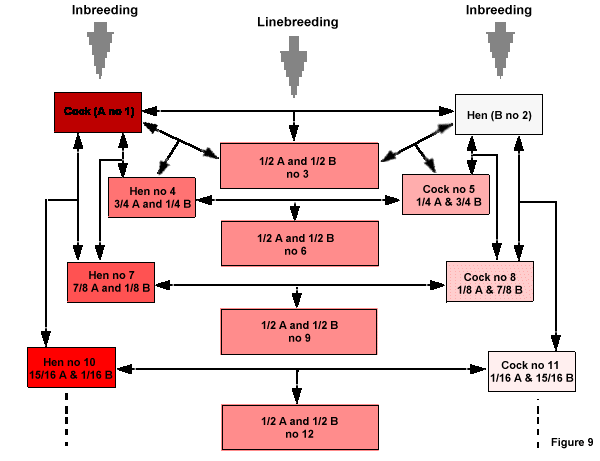 Inbreeding
Linebreeding
Inbreeding
Cock (A no 1)
Hen (B no 2)
1/2 A and 1/2 B
no 3
Hen no 4
3/4 A and 1/4 B
Cock no 5
1/4 A & 3/4 B
1/2 A and 1/2 B
no 6
Hen no 7
7/8 A and 1/8 B
Cock no 8
1/8 A & 7/8 B
1/2 A and 1/2 B
no 9
Hen no 10
15/16 A & 1/16 B
Cock no 11
1/16 A & 15/16 B
1/2 A and 1/2 B
no 12
Figure 9